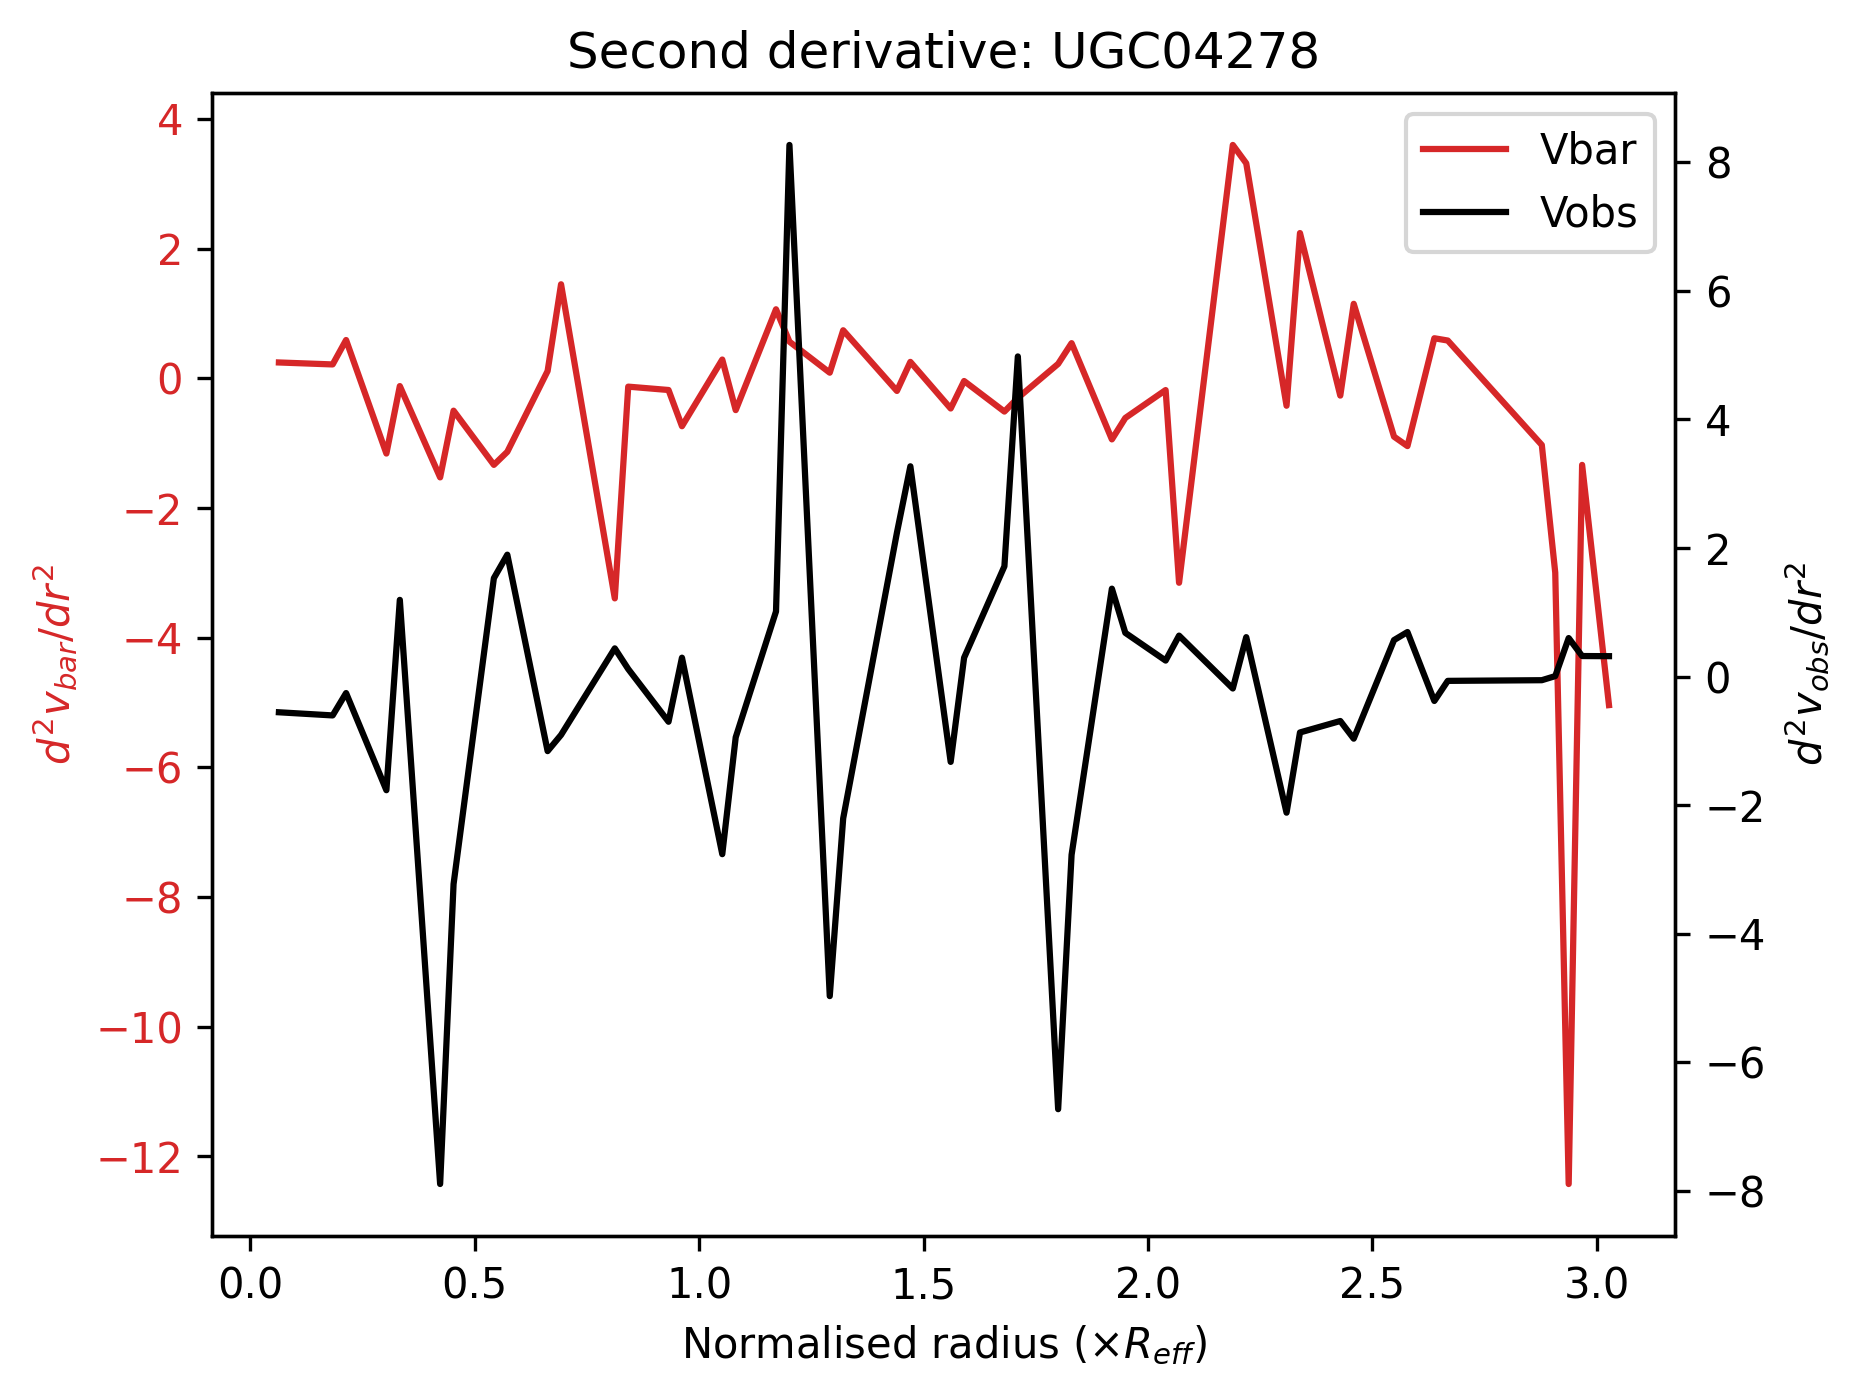 Second derivative: UGC04278
4
2
0
−2
−4
−6
−8
−10
−12
d²v_bar/dr²
Vbar
Vobs
8
6
4
2
0
−2
−4
−6
−8
d²v_obs/dr²
0.0 0.5 1.0 1.5 2.0 2.5 3.0
Normalised radius (×R_eff)